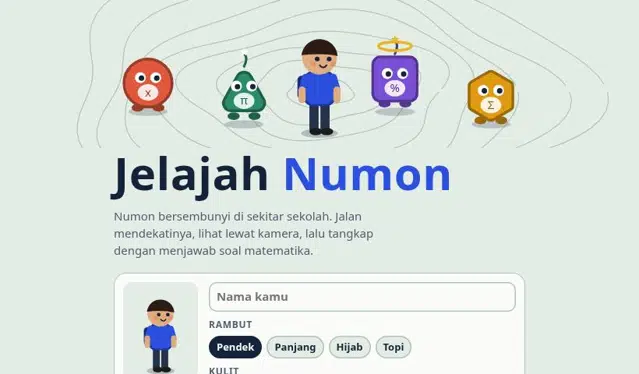 x
π
%
Σ
Jelajah Numon
Numon bersembunyi di sekitar sekolah. Jalan
mendekatinya, lihat lewat kamera, lalu tangkap
dengan menjawab soal matematika.
Nama kamu
RAMBUT
Pendek Panjang Hijab Topi
KULIT